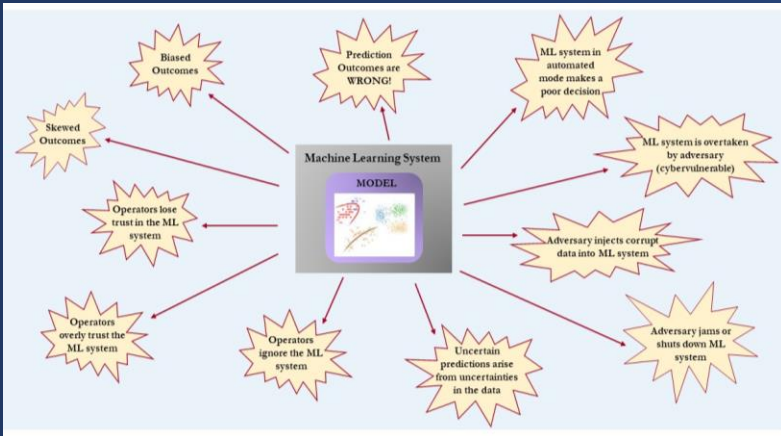 Biased
Outcomes
Prediction
Outcomes are
WRONG!
ML system in
automated
mode makes a
poor decision
Skewed
Outcomes
Machine Learning System
MODEL
ML system is overtaken
by adversary
(cybervulnerable)
Operators lose
trust in the ML
system
Adversary injects corrupt
data into ML system
Operators
overly trust the
ML system
Operators
ignore the ML
system
Uncertain
predictions arise
from uncertainties
in the data
Adversary jams or
shuts down ML
system